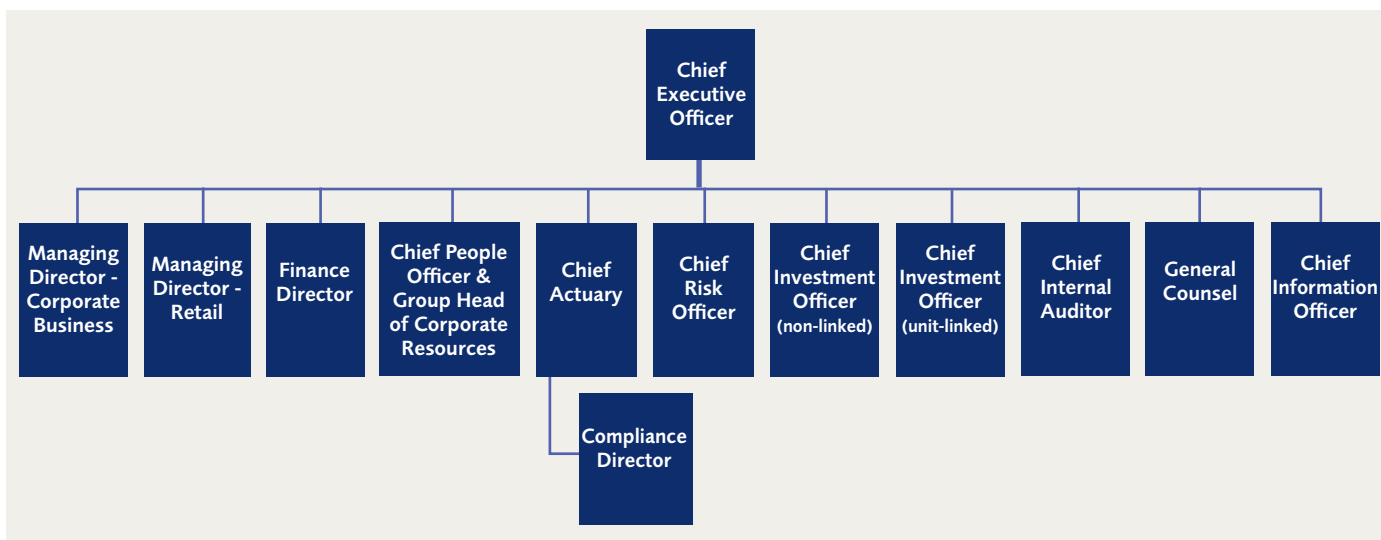 Chief
Executive
Officer
Managing
Director -
Corporate
Business
Managing
Director -
Retail
Finance
Director
Chief People
Officer &
Group Head
of Corporate
Resources
Chief
Actuary
Chief
Risk
Officer
Chief
Investment
Officer
(non-linked)
Chief
Investment
Officer
(unit-linked)
Chief
Internal
Auditor
General
Counsel
Chief
Information
Officer
Compliance
Director